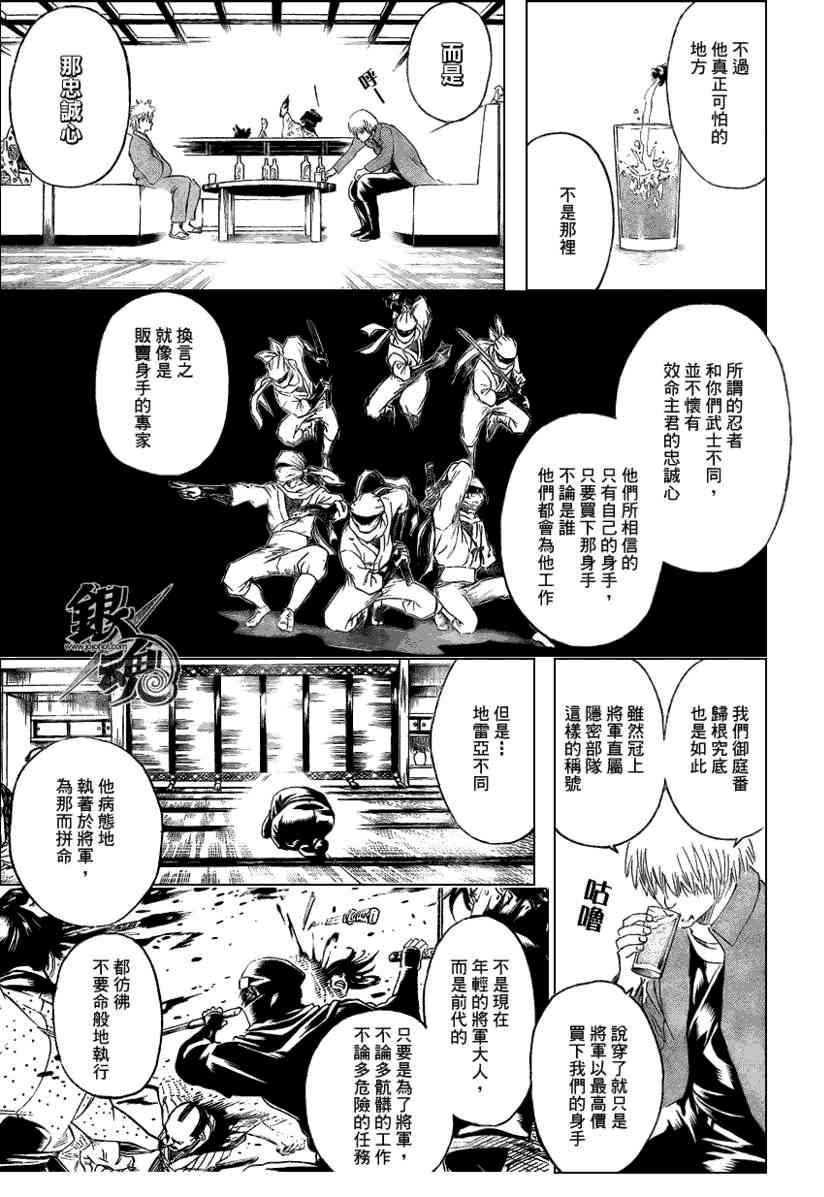 不過
他真正可怕的
地方
不是那裡
而是
呼—
那忠誠心
所謂的忍者
和你們武士不同，
並不懷有
效命主君的忠誠心
他們所相信的
只有自己的身手，
只要買下那身手
不論是誰
他們都會為他工作
換言之
就像是
販賣身手的專家
銀魂
www.jojohot.com
我們御庭番
歸根究底
也是如此
雖然冠上
將軍直屬
隱密部隊
這樣的稱號
咕嚕
說穿了就只是
將軍以最高價
買下我們的身手
但是…
地雷亞不同
他病態地
執著於將軍
為那而拼命
不是現在
年輕的將軍大人，
而是前代的
只要是為了將軍，
不論多骯髒的工作
不論多危險的任務
都彷彿
不要命般地執行